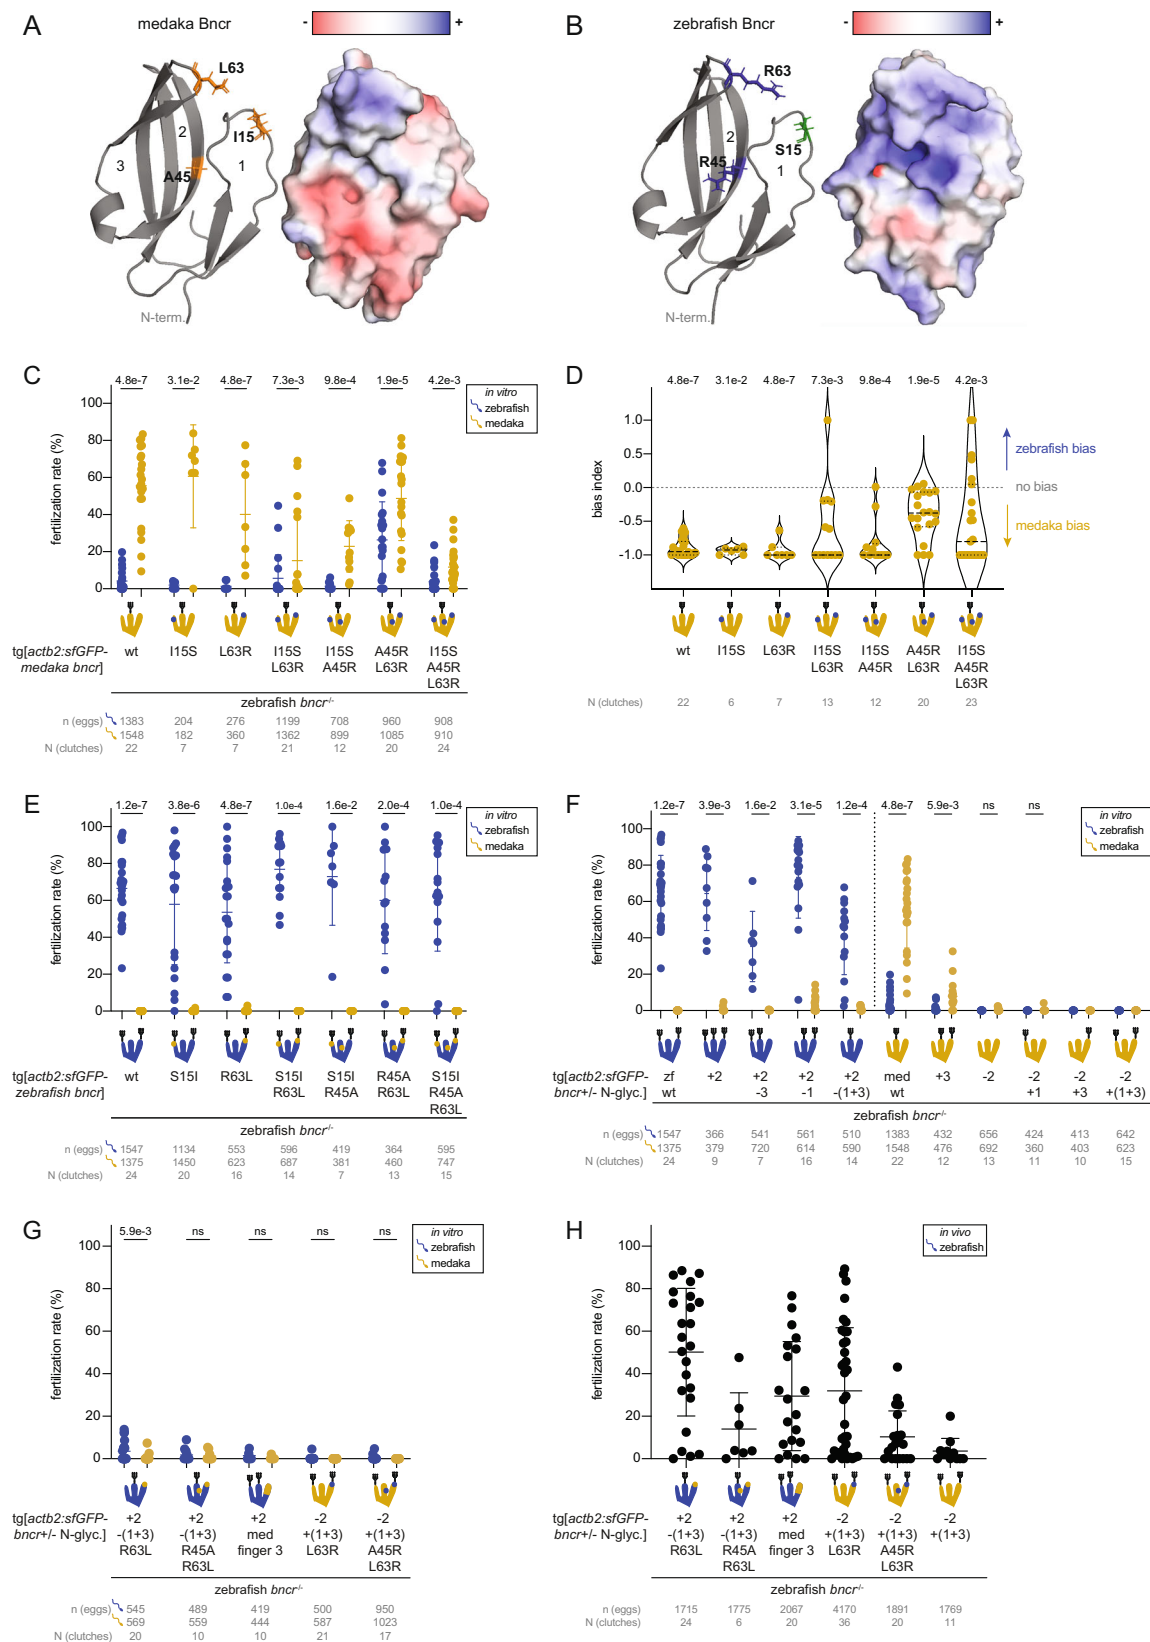 A medaka Bncr - +
L63
I15
A45
2
3
1
N-term.
B zebrafish Bncr - +
R63
S15
R45
2
1
N-term.
C
4.8e-7 3.1e-2 4.8e-7 7.3e-3 9.8e-4 1.9e-5 4.2e-3
in vitro
zebrafish
medaka
fertilization rate (%)
100
80
60
40
20
0
tg[actb2:sfGFP- wt I15S L63R I15S I15S A45R I15S
medaka bncr] L63R A45R L63R A45R
L63R
zebrafish bncr-/-
n (eggs) 1383 204 276 1199 708 960 908
1548 182 360 1362 899 1085 910
N (clutches) 22 7 7 21 12 20 24
D
4.8e-7 3.1e-2 4.8e-7 7.3e-3 9.8e-4 1.9e-5 4.2e-3
bias index
1.0
0.5
0.0
-0.5
-1.0
zebrafish bias
no bias
medaka bias
wt I15S L63R I15S I15S A45R I15S
L63R A45R L63R A45R
L63R
N (clutches) 22 6 7 13 12 20 23
E
1.2e-7 3.8e-6 4.8e-7 1.0e-4 1.6e-2 2.0e-4 1.0e-4
in vitro
zebrafish
medaka
fertilization rate (%)
100
80
60
40
20
0
tg[actb2:sfGFP- wt S15I R63L S15I S15I R45A S15I
zebrafish bncr] R63L R45A R63L R45A
R63L
zebrafish bncr-/-
n (eggs) 1547 1134 553 596 419 364 595
1375 1450 623 687 381 460 747
N (clutches) 24 20 16 14 7 13 15
F
1.2e-7 3.9e-3 1.6e-2 3.1e-5 1.2e-4 4.8e-7 5.9e-3 ns ns
in vitro
zebrafish
medaka
fertilization rate (%)
100
80
60
40
20
0
tg[actb2:sfGFP- zf +2 +2 +2 +2 med +3 -2 -2 -2 -2
bncr+/- N-glyc.] wt -3 -1 -(1+3) wt +1 +3 +(1+3)
zebrafish bncr-/-
n (eggs) 1547 366 541 561 510 1383 432 656 424 413 642
1375 379 720 614 590 1548 476 692 360 403 623
N (clutches) 24 9 7 16 14 22 12 13 11 10 15
G
5.9e-3 ns ns ns ns
in vitro
zebrafish
medaka
fertilization rate (%)
100
80
60
40
20
0
tg[actb2:sfGFP- +2 +2 +2 -2 -2
bncr+/- N-glyc.] -(1+3) -(1+3) med +(1+3) +(1+3)
R63L R45A finger 3 L63R A45R
R63L L63R
zebrafish bncr-/-
n (eggs) 545 489 419 500 950
569 559 444 587 1023
N (clutches) 20 10 10 21 17
H
in vivo
zebrafish
fertilization rate (%)
100
80
60
40
20
0
tg[actb2:sfGFP- +2 +2 +2 -2 -2 -2
bncr+/- N-glyc.] -(1+3) -(1+3) med +(1+3) +(1+3) +(1+3)
R63L R45A finger 3 L63R A45R
R63L L63R
zebrafish bncr-/-
n (eggs) 1715 1775 2067 4170 1891 1769
N (clutches) 24 6 20 36 20 11